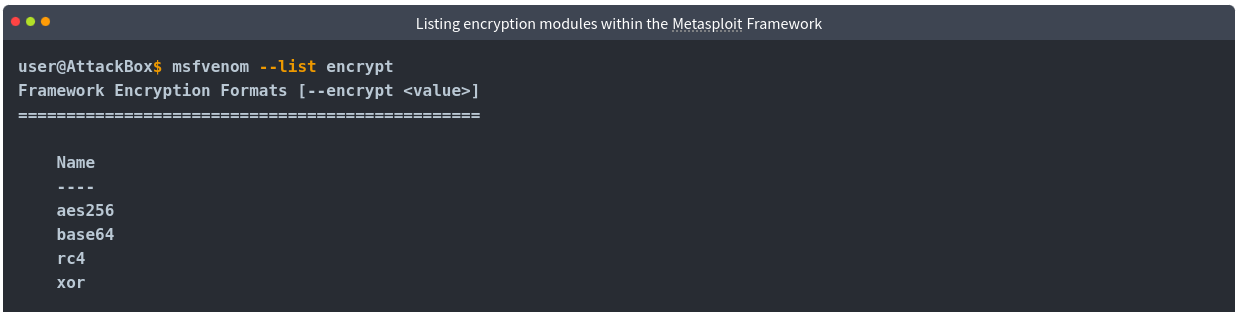 Listing encryption modules within the Metasploit Framework
user@AttackBox$ msfvenom --list encrypt
Framework Encryption Formats [--encrypt <value>]
================================================
Name
----
aes256
base64
rc4
xor